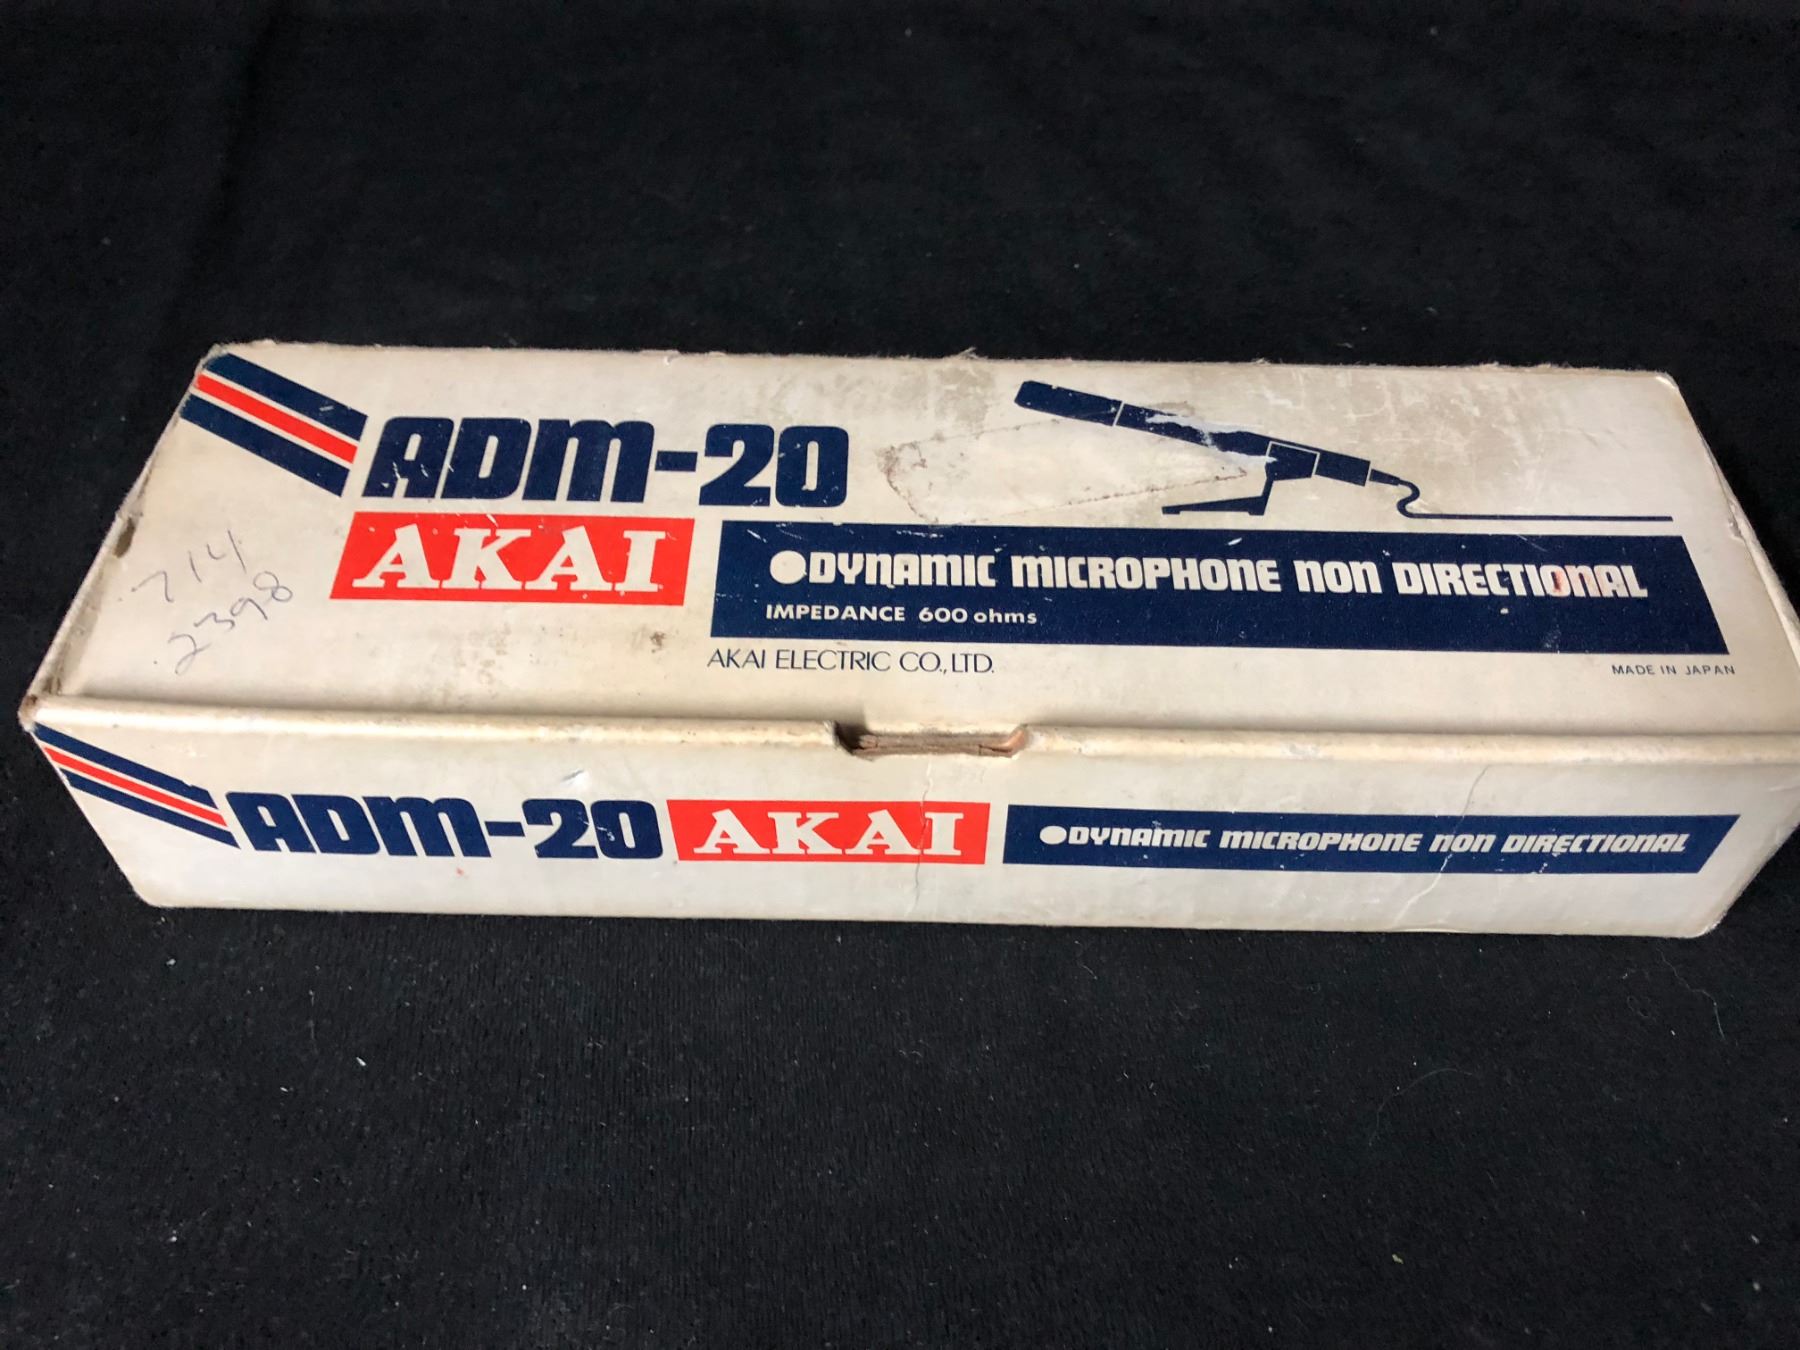 ADM-20
AKAI
●DYNAMIC MICROPHONE NON DIRECTIONAL
IMPEDANCE 600 ohms
AKAI ELECTRIC CO.,LTD.
MADE IN JAPAN
714
2398
ADM-20 AKAI ●DYNAMIC MICROPHONE NON DIRECTIONAL